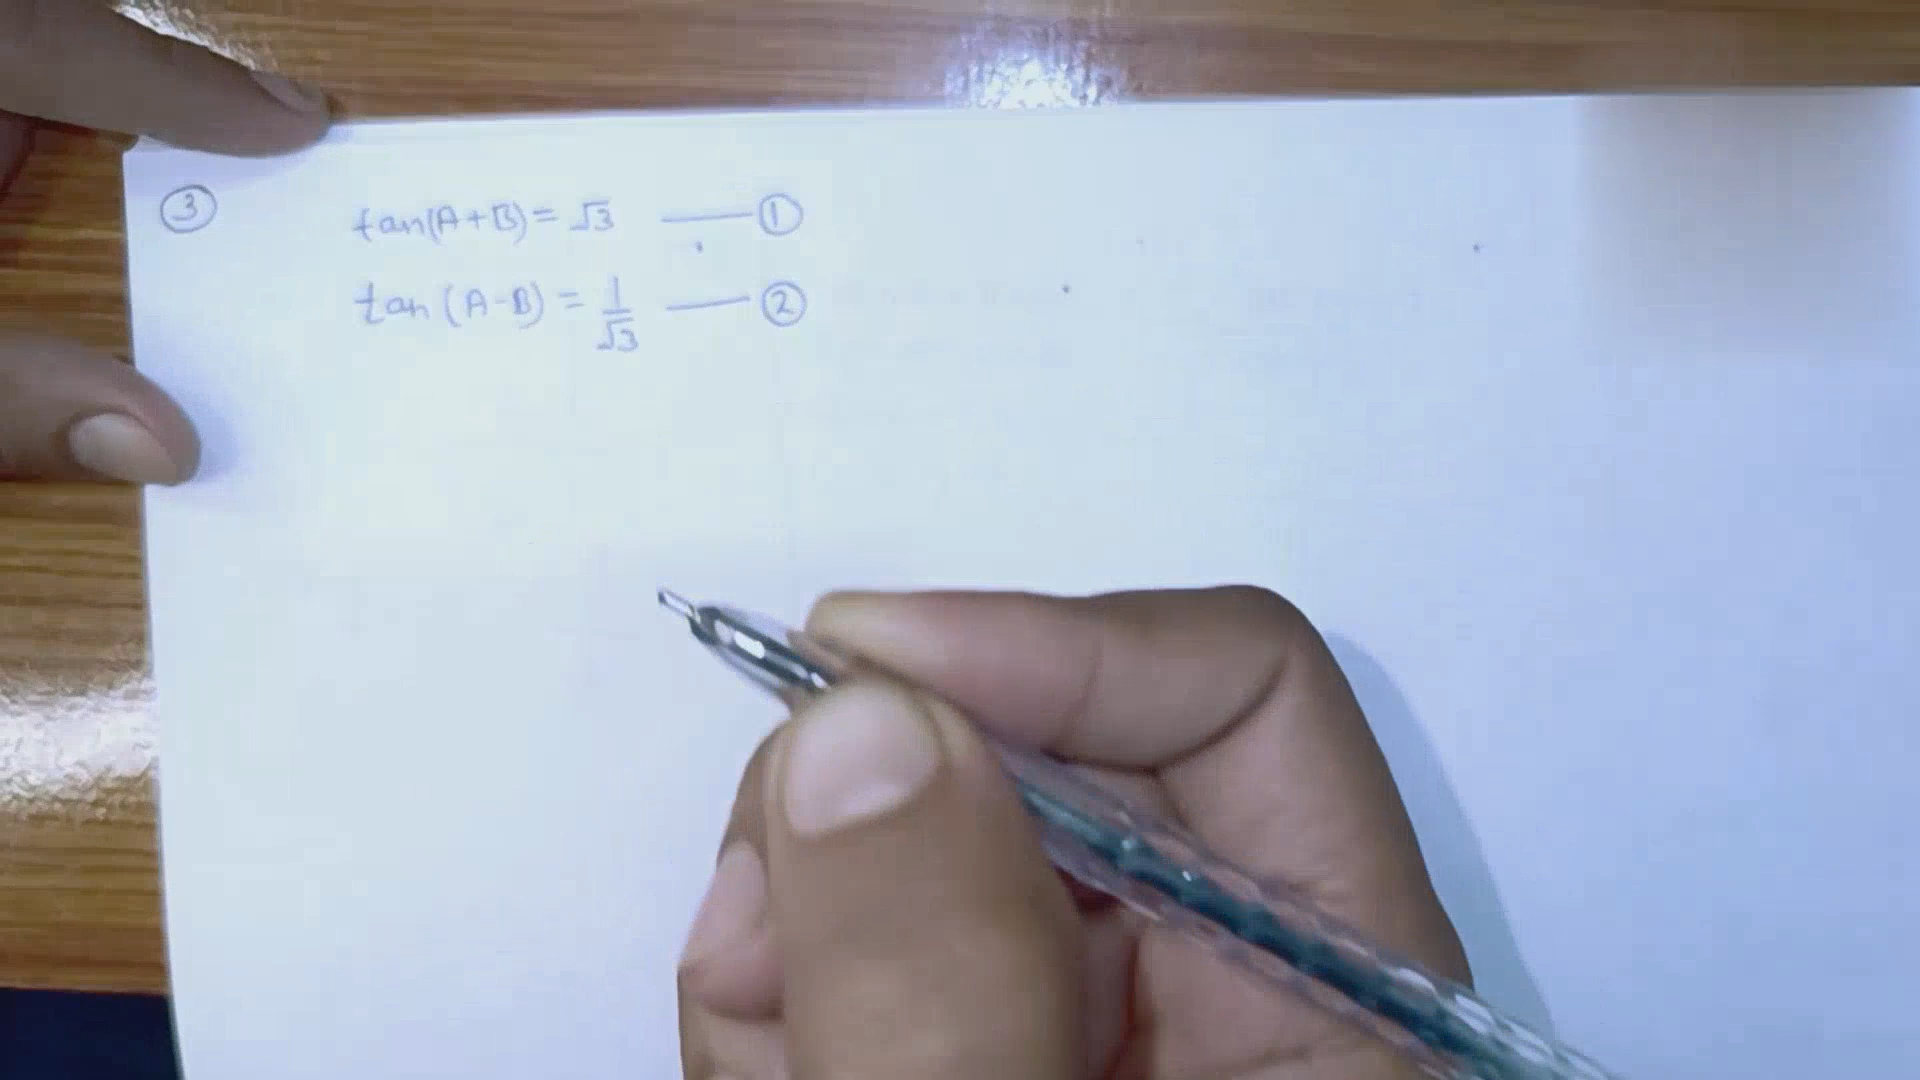 ③ tan(A+B) = √3 —— ①
tan (A-B) = 1/√3 —— ②